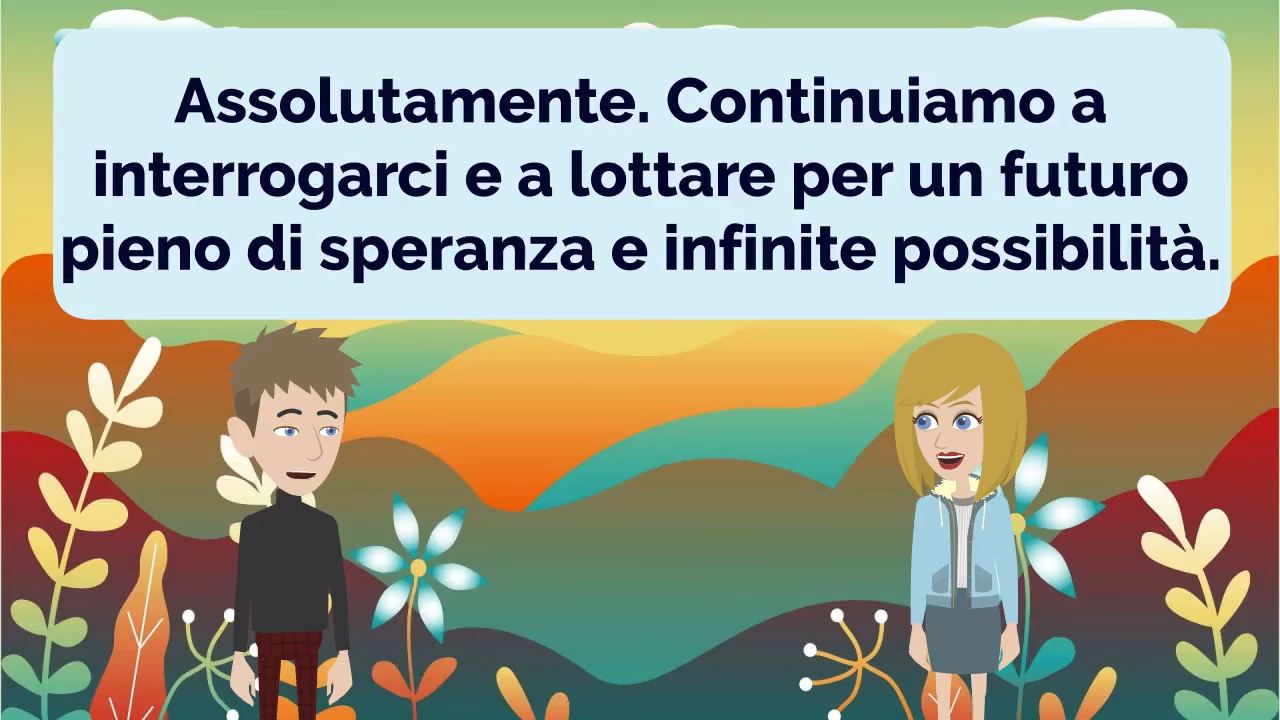 Assolutamente. Continuiamo a
interrogarci e a lottare per un futuro
pieno di speranza e infinite possibilità.